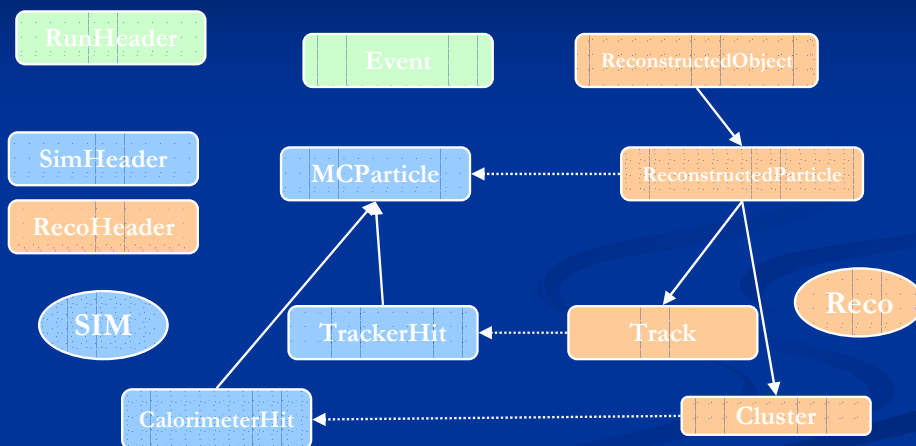 RunHeader
Event
ReconstructedObject
SimHeader
MCParticle
ReconstructedParticle
RecoHeader
SIM
TrackerHit
Track
Reco
CalorimeterHit
Cluster